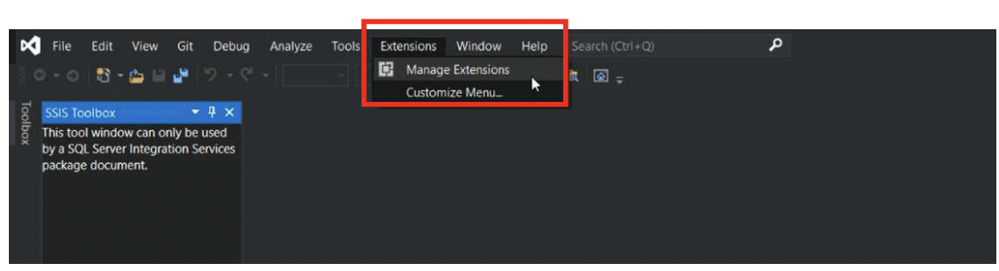 File Edit View Git Debug Analyze Tools Extensions Window Help Search (Ctrl+Q)
Manage Extensions
Customize Menu...
Toolbox
SSIS Toolbox
This tool window can only be used
by a SQL Server Integration Services
package document.